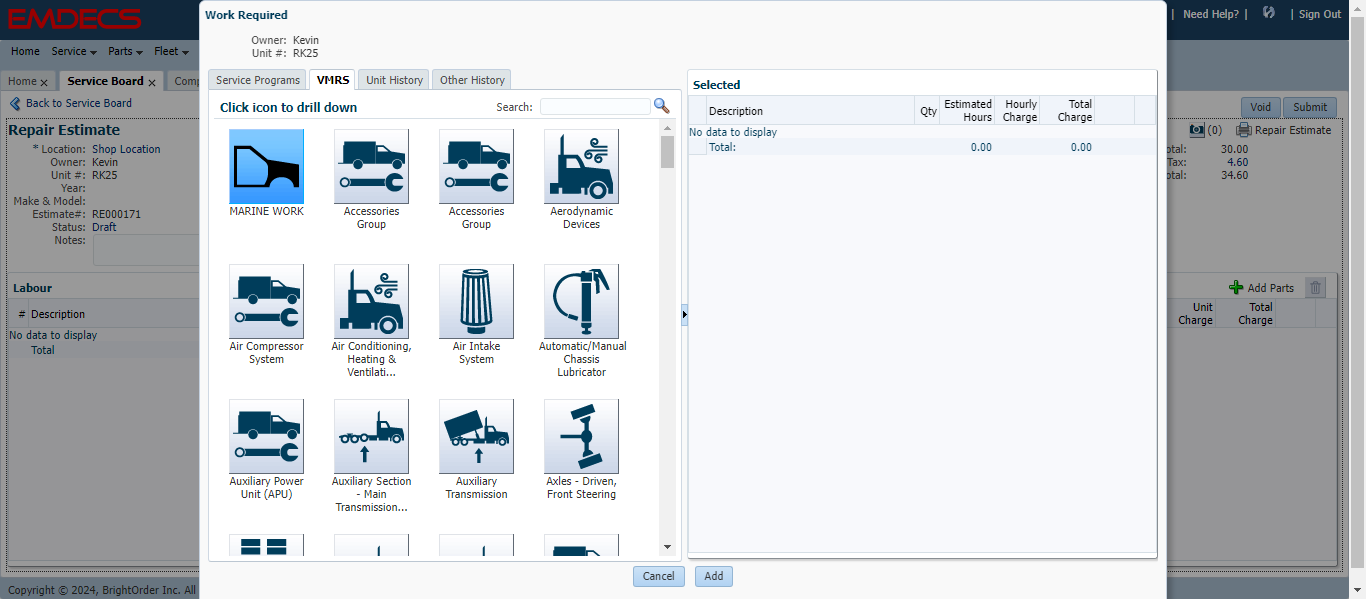 EMDECS
Need Help? | | Sign Out
Home Service Parts Fleet
Home × Service Board × Comp
Back to Service Board
Void Submit
Repair Estimate
(0) Repair Estimate
* Location: Shop Location
Owner: Kevin
Unit #: RK25
Year:
Make & Model:
Estimate#: RE000171
Status: Draft
Notes:
otal: 30.00
Tax: 4.60
otal: 34.60
Labour
# Description
No data to display
Total
Add Parts
Unit Charge Total Charge
Copyright © 2024, BrightOrder Inc. All
Work Required
Owner: Kevin
Unit #: RK25
Service Programs VMRS Unit History Other History
Click icon to drill down Search:
MARINE WORK
Accessories
Group
Accessories
Group
Aerodynamic
Devices
Air Compressor
System
Air Conditioning,
Heating &
Ventilati...
Air Intake
System
Automatic/Manual
Chassis
Lubricator
Auxiliary Power
Unit (APU)
Auxiliary Section
- Main
Transmission...
Auxiliary
Transmission
Axles - Driven,
Front Steering
Selected
Description Qty Estimated Hours Hourly Charge Total Charge
No data to display
Total: 0.00 0.00
Cancel Add